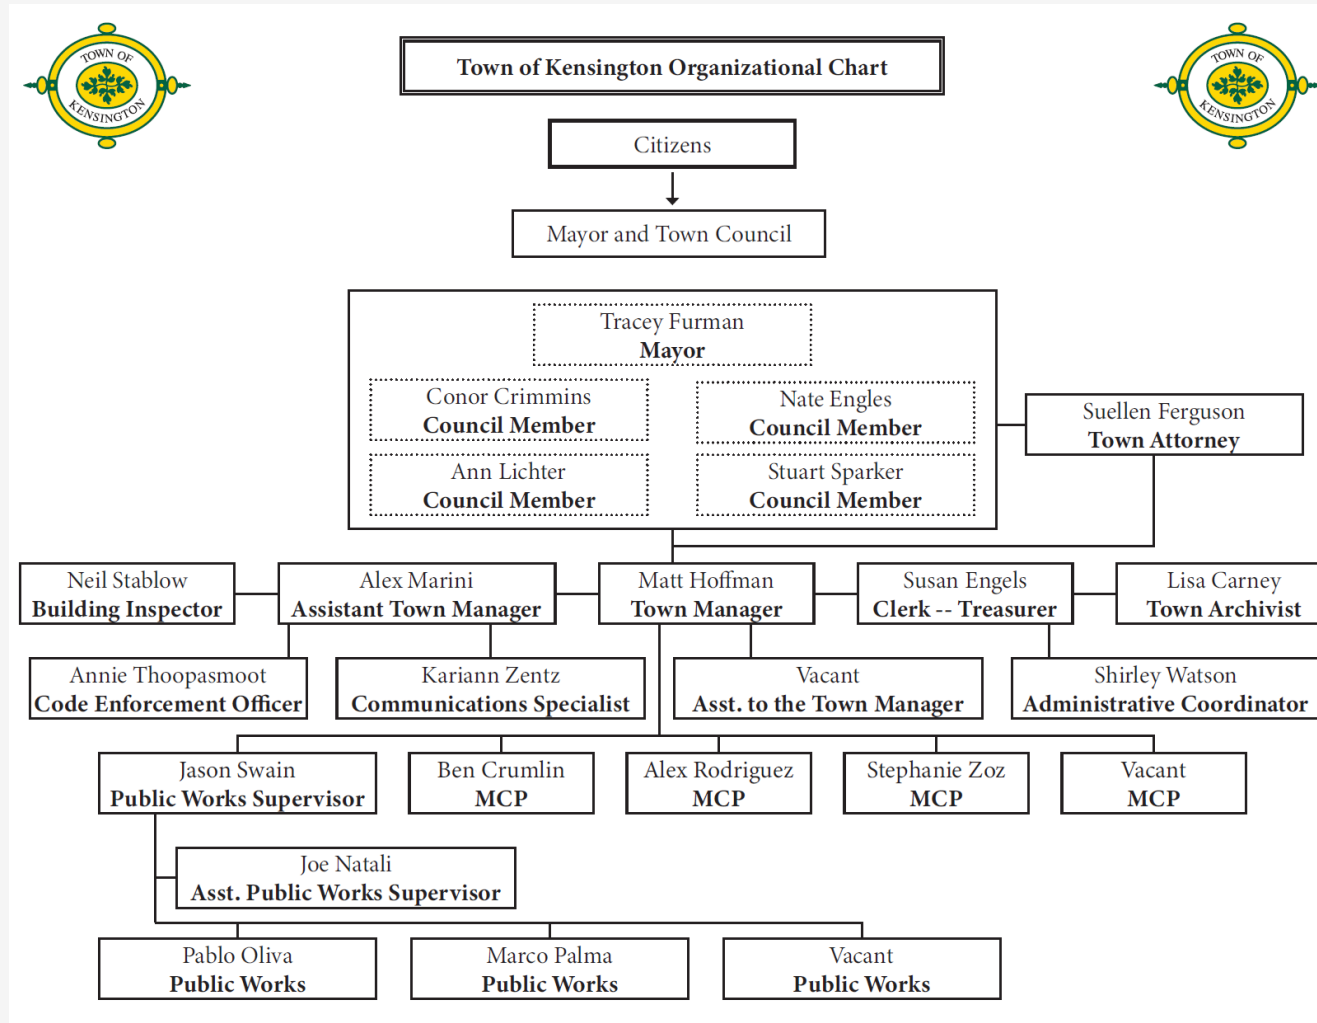 TOWN OF
KENSINGTON
Town of Kensington Organizational Chart
TOWN OF
KENSINGTON
Citizens
Mayor and Town Council
Tracey Furman
Mayor
Conor Crimmins
Council Member
Nate Engles
Council Member
Ann Lichter
Council Member
Stuart Sparker
Council Member
Suellen Ferguson
Town Attorney
Neil Stablow
Building Inspector
Alex Marini
Assistant Town Manager
Matt Hoffman
Town Manager
Susan Engels
Clerk -- Treasurer
Lisa Carney
Town Archivist
Annie Thoopasmoot
Code Enforcement Officer
Kariann Zentz
Communications Specialist
Vacant
Asst. to the Town Manager
Shirley Watson
Administrative Coordinator
Jason Swain
Public Works Supervisor
Ben Crumlin
MCP
Alex Rodriguez
MCP
Stephanie Zoz
MCP
Vacant
MCP
Joe Natali
Asst. Public Works Supervisor
Pablo Oliva
Public Works
Marco Palma
Public Works
Vacant
Public Works